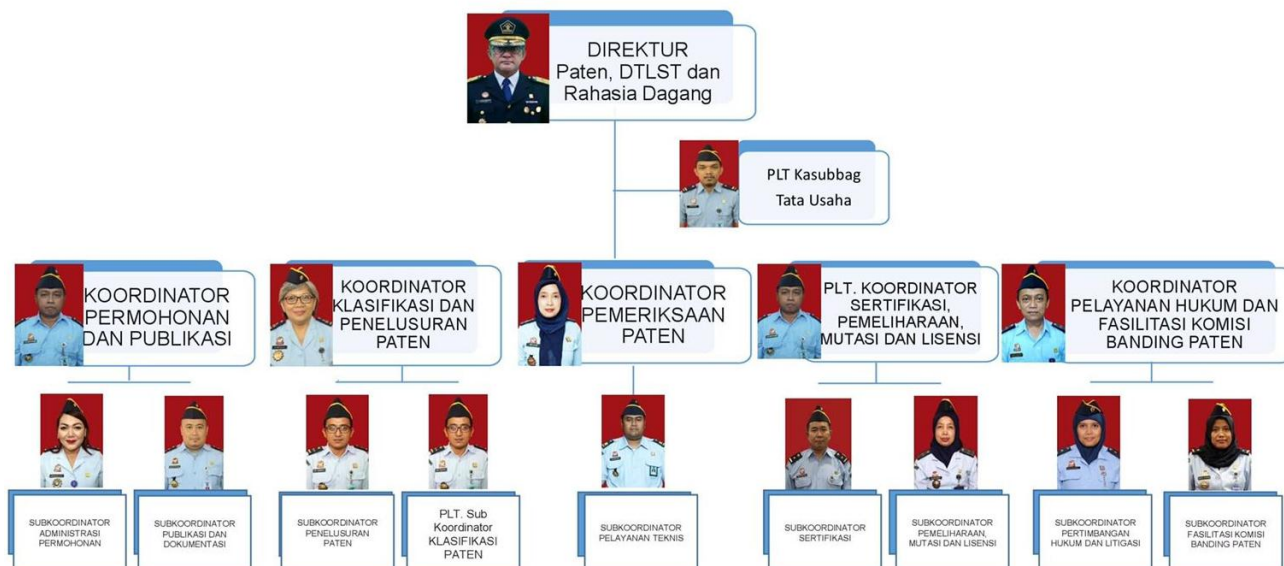 DIREKTUR
Paten, DTLST dan
Rahasia Dagang
PLT Kasubbag
Tata Usaha
KOORDINATOR
PERMOHONAN
DAN PUBLIKASI
KOORDINATOR
KLASIFIKASI DAN
PENELUSURAN
PATEN
KOORDINATOR
PEMERIKSAAN
PATEN
PLT. KOORDINATOR
SERTIFIKASI,
PEMELIHARAAN,
MUTASI DAN LISENSI
KOORDINATOR
PELAYANAN HUKUM DAN
FASILITASI KOMISI
BANDING PATEN
SUBKOORDINATOR
ADMINISTRASI
PERMOHONAN
SUBKOORDINATOR
PUBLIKASI DAN
DOKUMENTASI
SUBKOORDINATOR
PENELUSURAN
PATEN
PLT. Sub
Koordinator
KLASIFIKASI
PATEN
SUBKOORDINATOR
PELAYANAN TEKNIS
SUBKOORDINATOR
SERTIFIKASI
SUBKOORDINATOR
PEMELIHARAAN,
MUTASI DAN LISENSI
SUBKOORDINATOR
PERTIMBANGAN
HUKUM DAN LITIGASI
SUBKOORDINATOR
FASILITASI KOMISI
BANDING PATEN